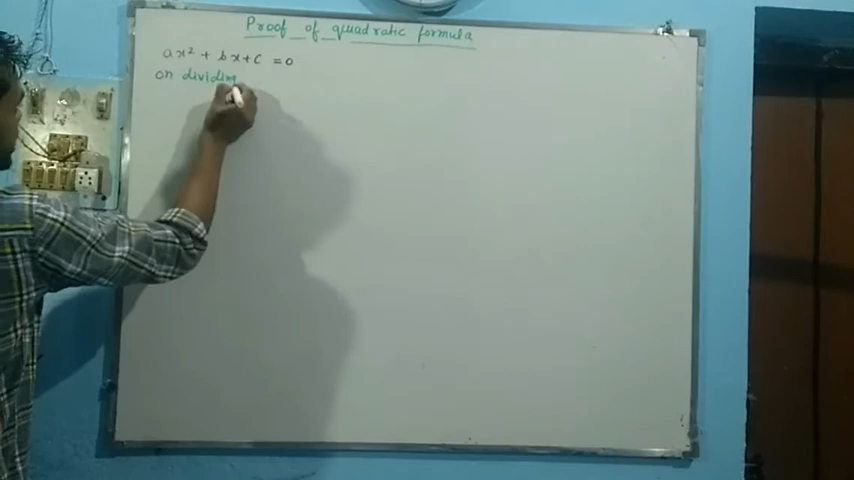 Proof of quadratic formula
ax² + bx + c = 0
on dividing